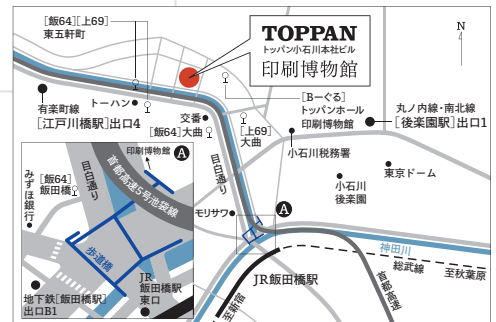 [飯64][上69]
東五軒町
TOPPAN
トッパン小石川本社ビル
印刷博物館
N
有楽町線
[江戸川橋駅]出口4
トーハン
交番
[飯64]大曲
[上69]
大曲
[Bーぐる]
トッパンホール
印刷博物館
丸ノ内線・南北線
[後楽園駅]出口1
小石川税務署
東京ドーム
小石川
後楽園
目白通り
モリサワ
A
神田川
総武線
至秋葉原
首都高速
JR飯田橋駅
至新宿
印刷博物館
A
目白通り
首都高速5号池袋線
[飯64]
飯田橋
みずほ銀行
歩道橋
JR
飯田橋駅
東口
地下鉄[飯田橋駅]
出口B1